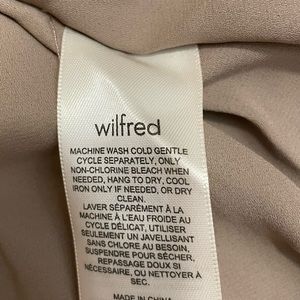 wilfred
MACHINE WASH COLD GENTLE
CYCLE SEPARATELY, ONLY
NON-CHLORINE BLEACH WHEN
NEEDED, HANG TO DRY, COOL
IRON ONLY IF NEEDED, OR DRY
CLEAN.
LAVER SÉPARÉMENT À LA
MACHINE À L'EAU FROIDE AU
CYCLE DÉLICAT, UTILISER
SEULEMENT UN JAVELLISANT
SANS CHLORE AU BESOIN,
SUSPENDRE POUR SÉCHER,
REPASSAGE DOUX SI
NÉCESSAIRE, OU NETTOYER À
SEC.
MADE IN CHINA